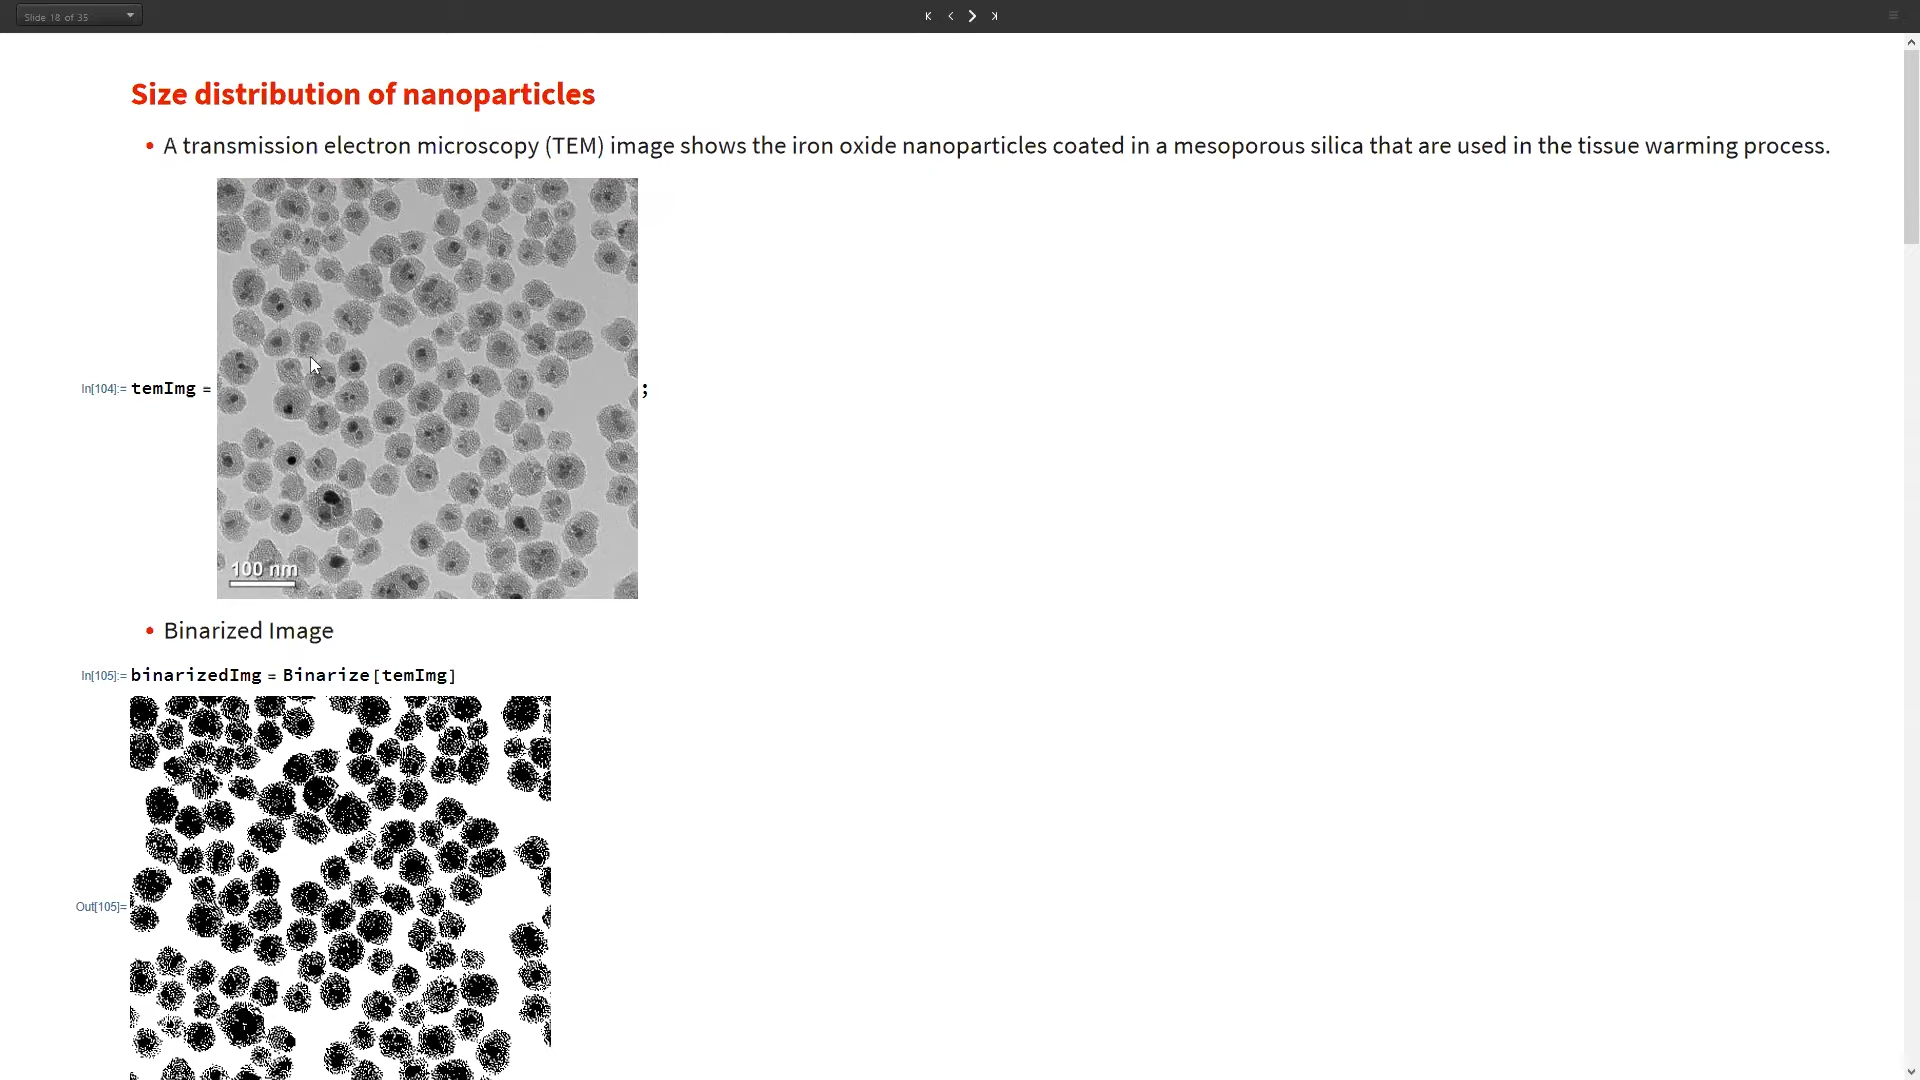 Slide 18 of 35
Size distribution of nanoparticles
• A transmission electron microscopy (TEM) image shows the iron oxide nanoparticles coated in a mesoporous silica that are used in the tissue warming process.
In[104]:= temImg = ;
100 nm
• Binarized Image
In[105]:= binarizedImg = Binarize[temImg]
Out[105]=